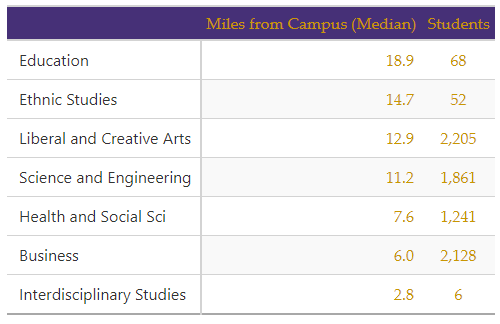 Miles from Campus (Median) Students
Education 18.9 68
Ethnic Studies 14.7 52
Liberal and Creative Arts 12.9 2,205
Science and Engineering 11.2 1,861
Health and Social Sci 7.6 1,241
Business 6.0 2,128
Interdisciplinary Studies 2.8 6